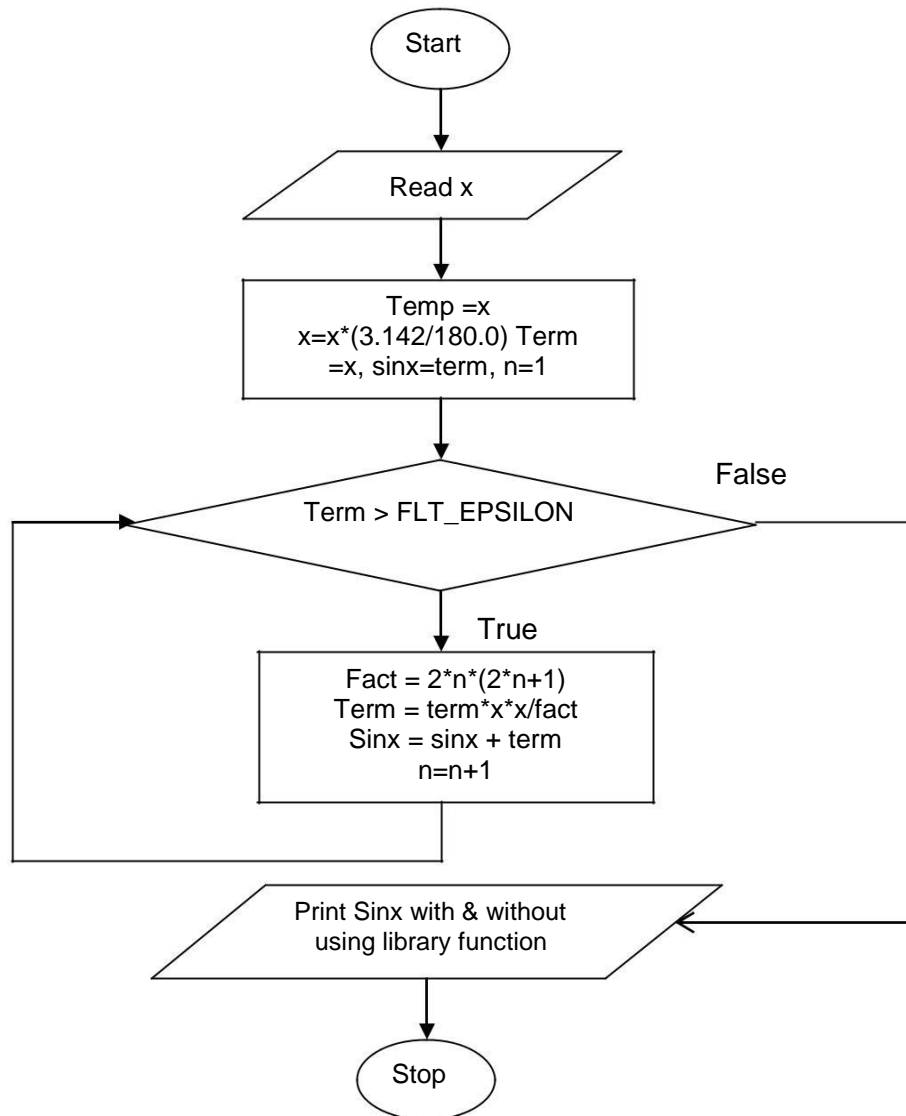 Start
Read x
Temp =x
x=x*(3.142/180.0) Term
=x, sinx=term, n=1
False
Term > FLT_EPSILON
True
Fact = 2*n*(2*n+1)
Term = term*x*x/fact
Sinx = sinx + term
n=n+1
Print Sinx with & without
using library function
Stop